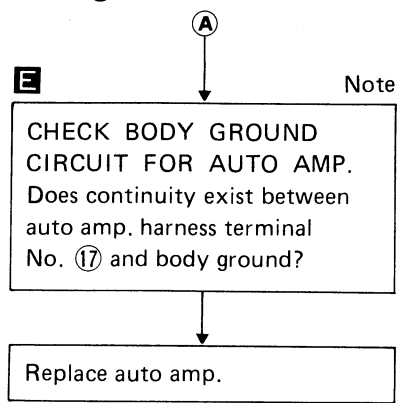 A
E Note
CHECK BODY GROUND
CIRCUIT FOR AUTO AMP.
Does continuity exist between
auto amp. harness terminal
No. ⑰ and body ground?
Replace auto amp.